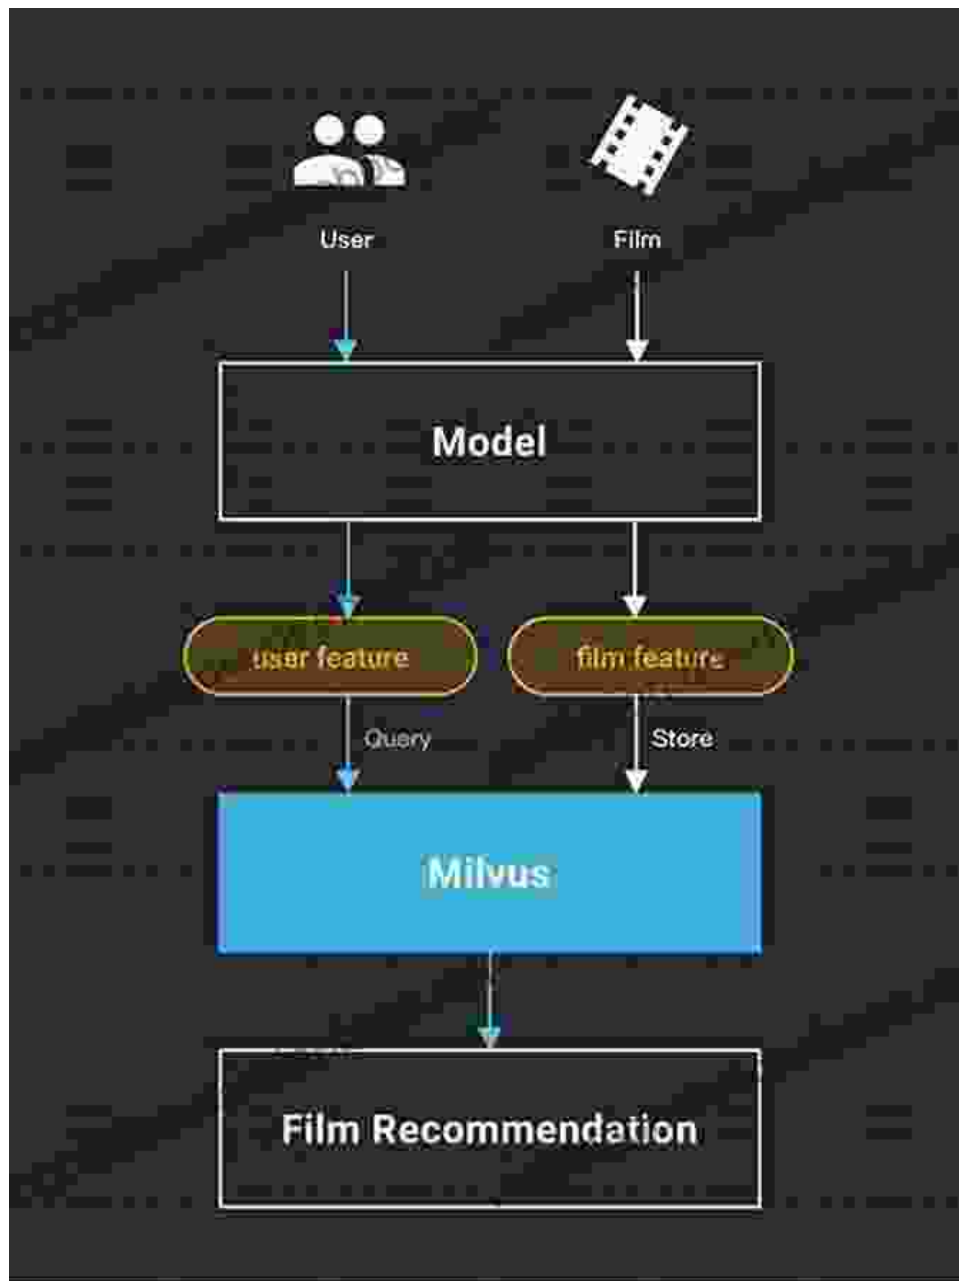 User
Film
Model
user feature
film feature
Query
Store
Milvus
Film Recommendation